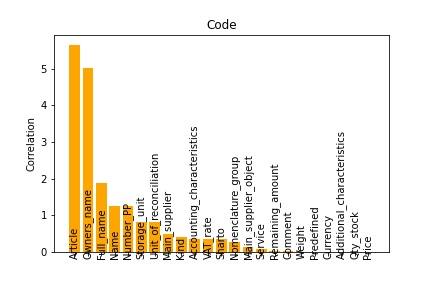 Code
Correlation
5
4
3
2
1
0
Article
Owners_name
Full_name
Name
Number_PP
Storage_unit
Unit_of_reconciliation
Main_supplier
Kind
Accounting_characteristics
VAT_rate
Sharto
Nomenclature_group
Main_supplier_object
Service
Remaining_amount
Comment
Weight
Predefined
Currency
Additional_characteristics
Qty_stock
Price